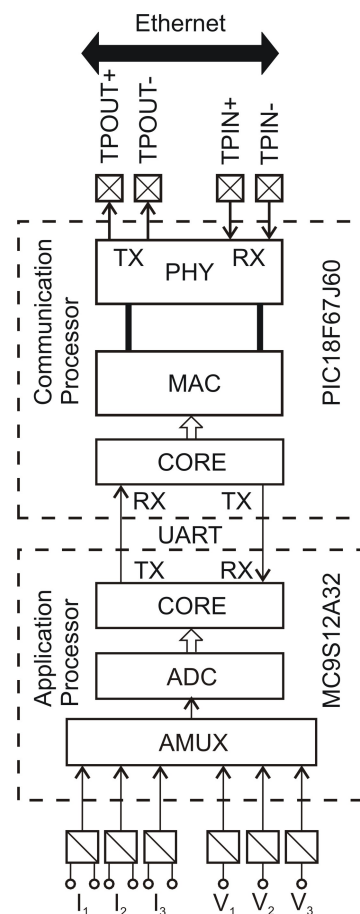 Ethernet
TPOUT+
TPOUT-
TPIN+
TPIN-
Communication
Processor
TX
RX
PHY
MAC
CORE
RX
TX
PIC18F67J60
UART
Application
Processor
TX
RX
CORE
ADC
AMUX
MC9S12A32
I₁ I₂ I₃ V₁ V₂ V₃